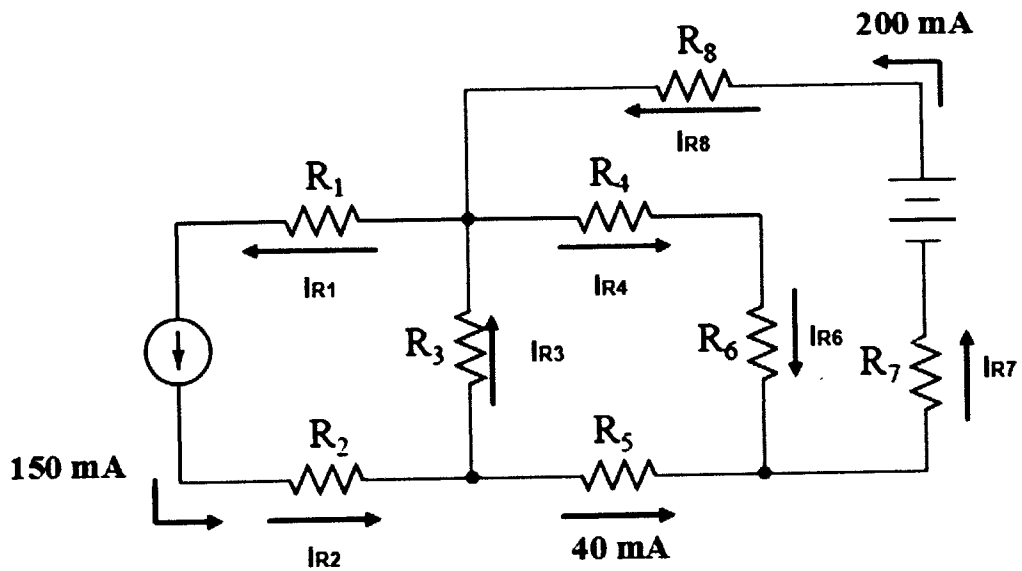 200 mA
R8
IR8
R1
R4
IR1
IR4
R3
IR3
R6
IR6
R7
IR7
R2
R5
150 mA
IR2
40 mA